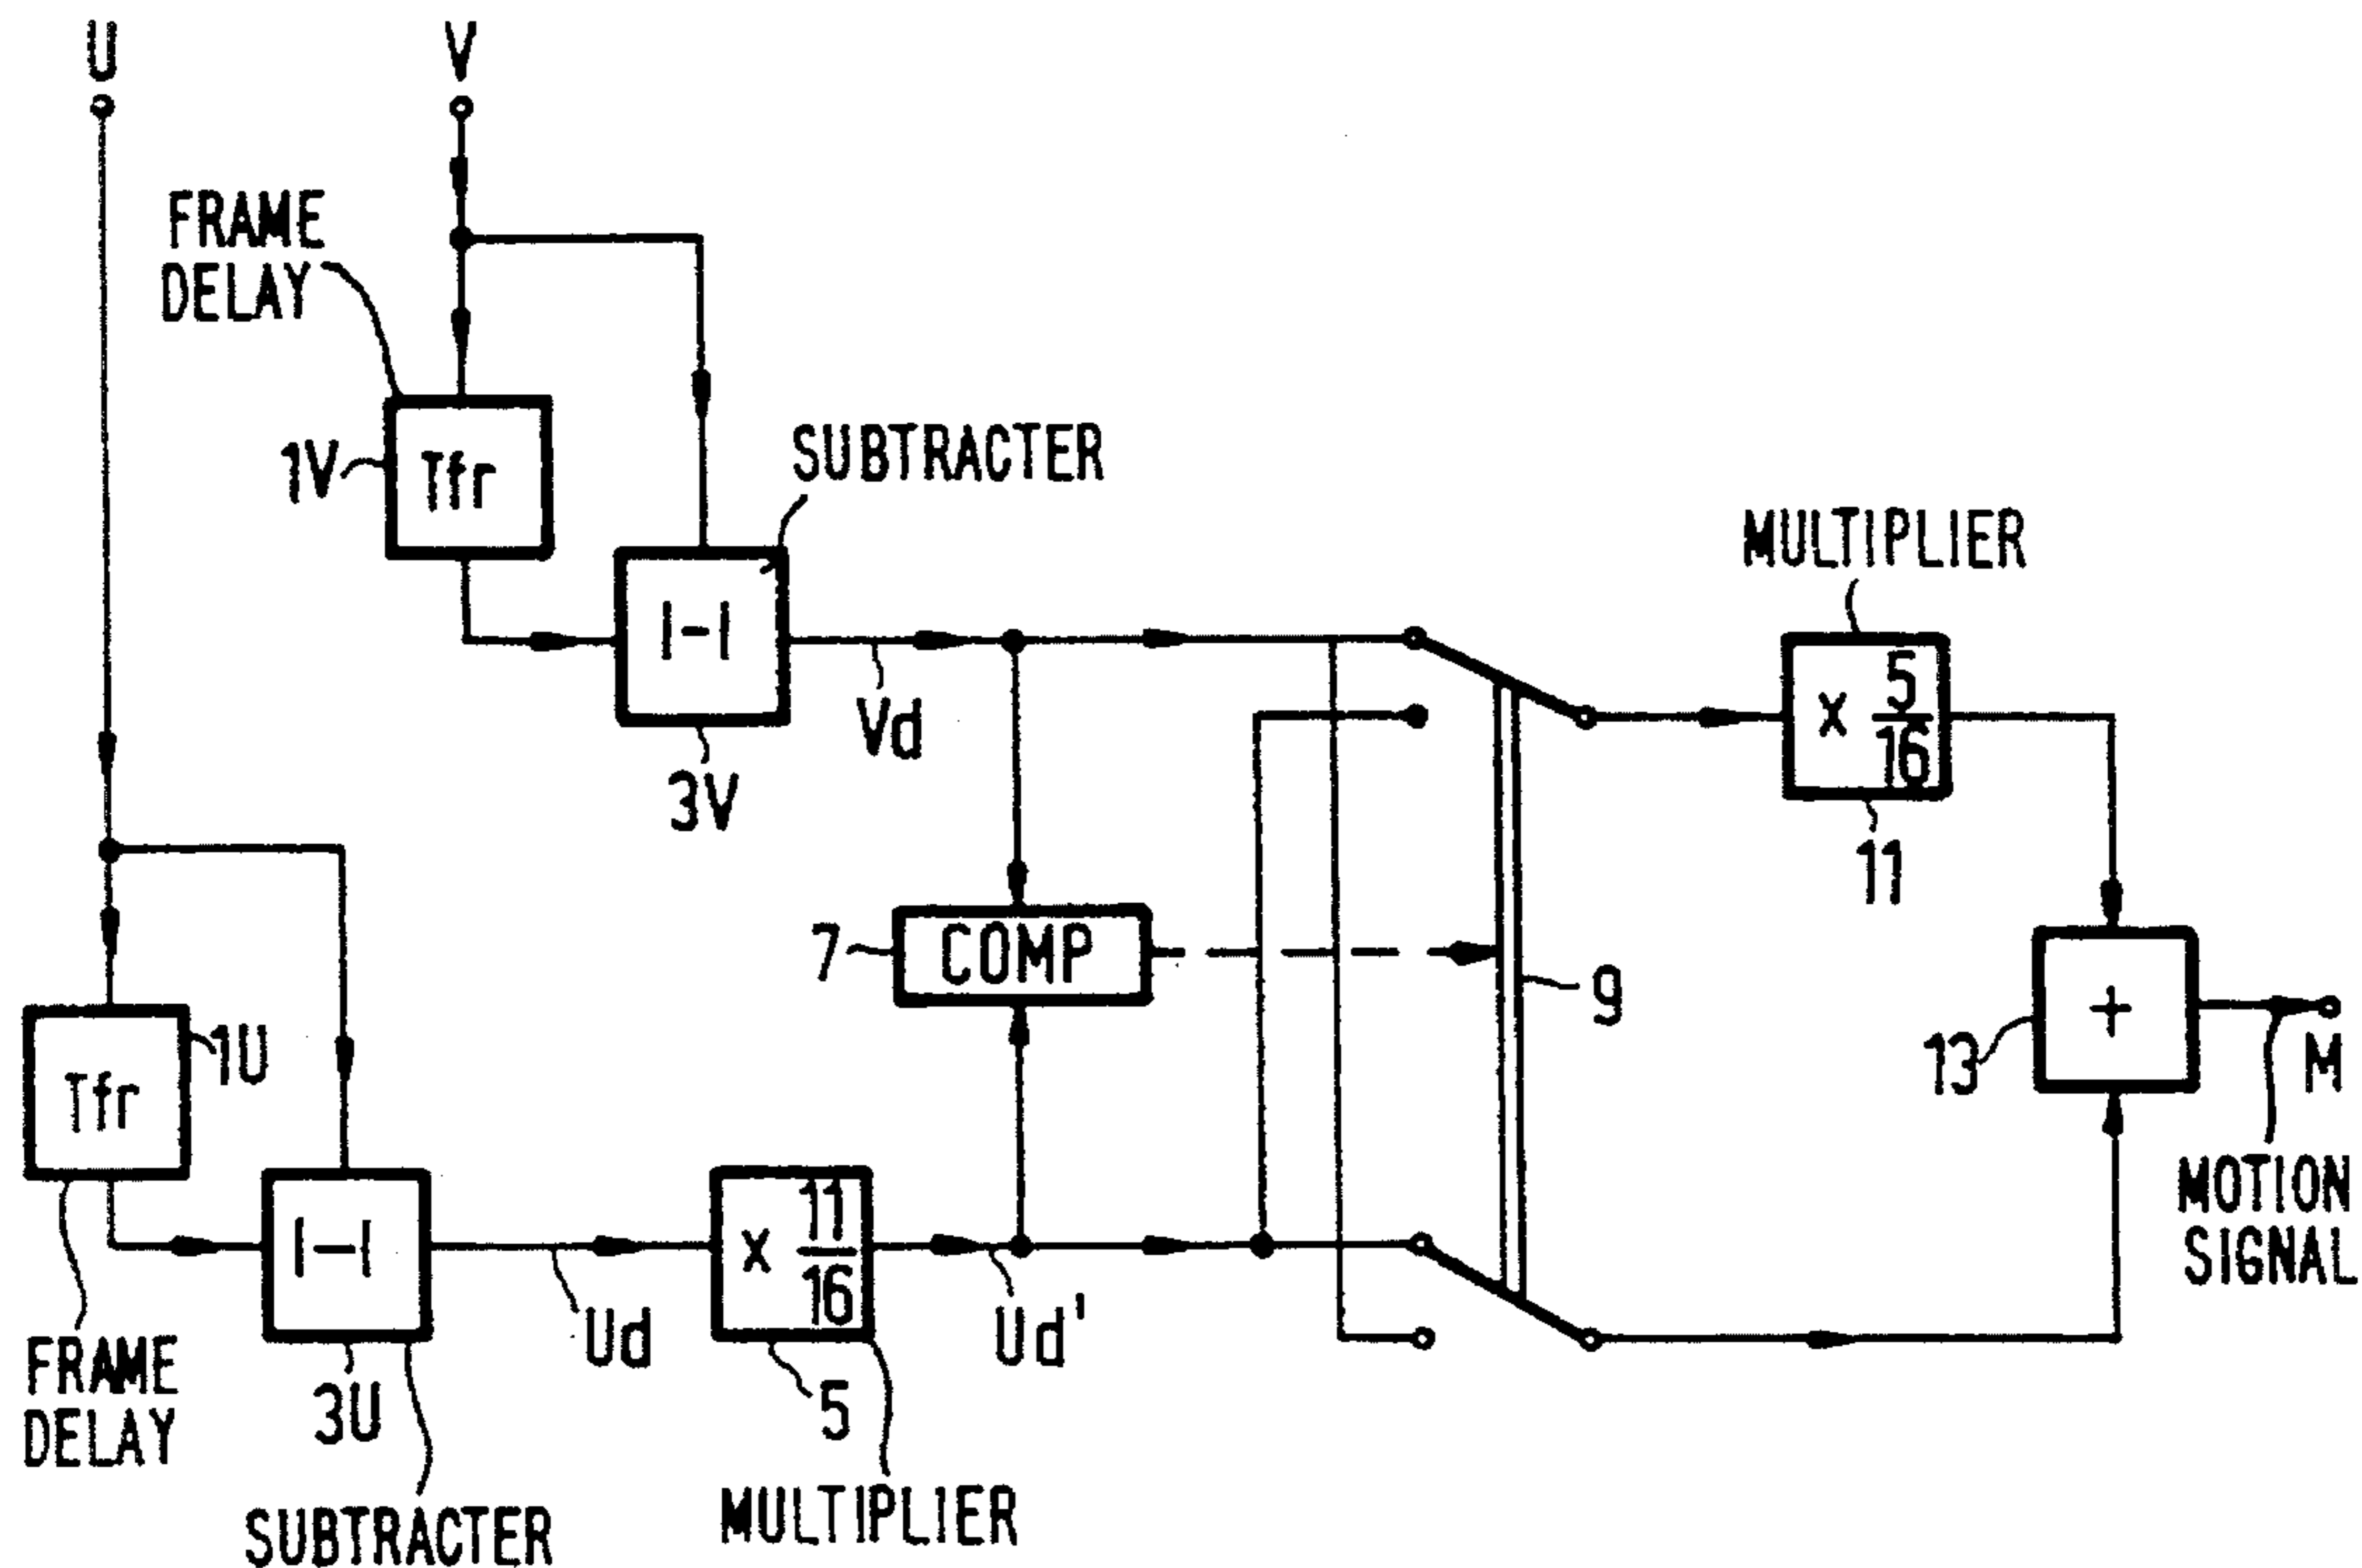 U
V
FRAME
DELAY
1V
Tfr
SUBTRACTER
|-|
Vd
3V
MULTIPLIER
x 5/16
11
7
COMP
9
1U
Tfr
13
+
M
MOTION
SIGNAL
|-|
x 11/16
Ud
Ud'
FRAME
DELAY
3U
5
SUBTRACTER
MULTIPLIER